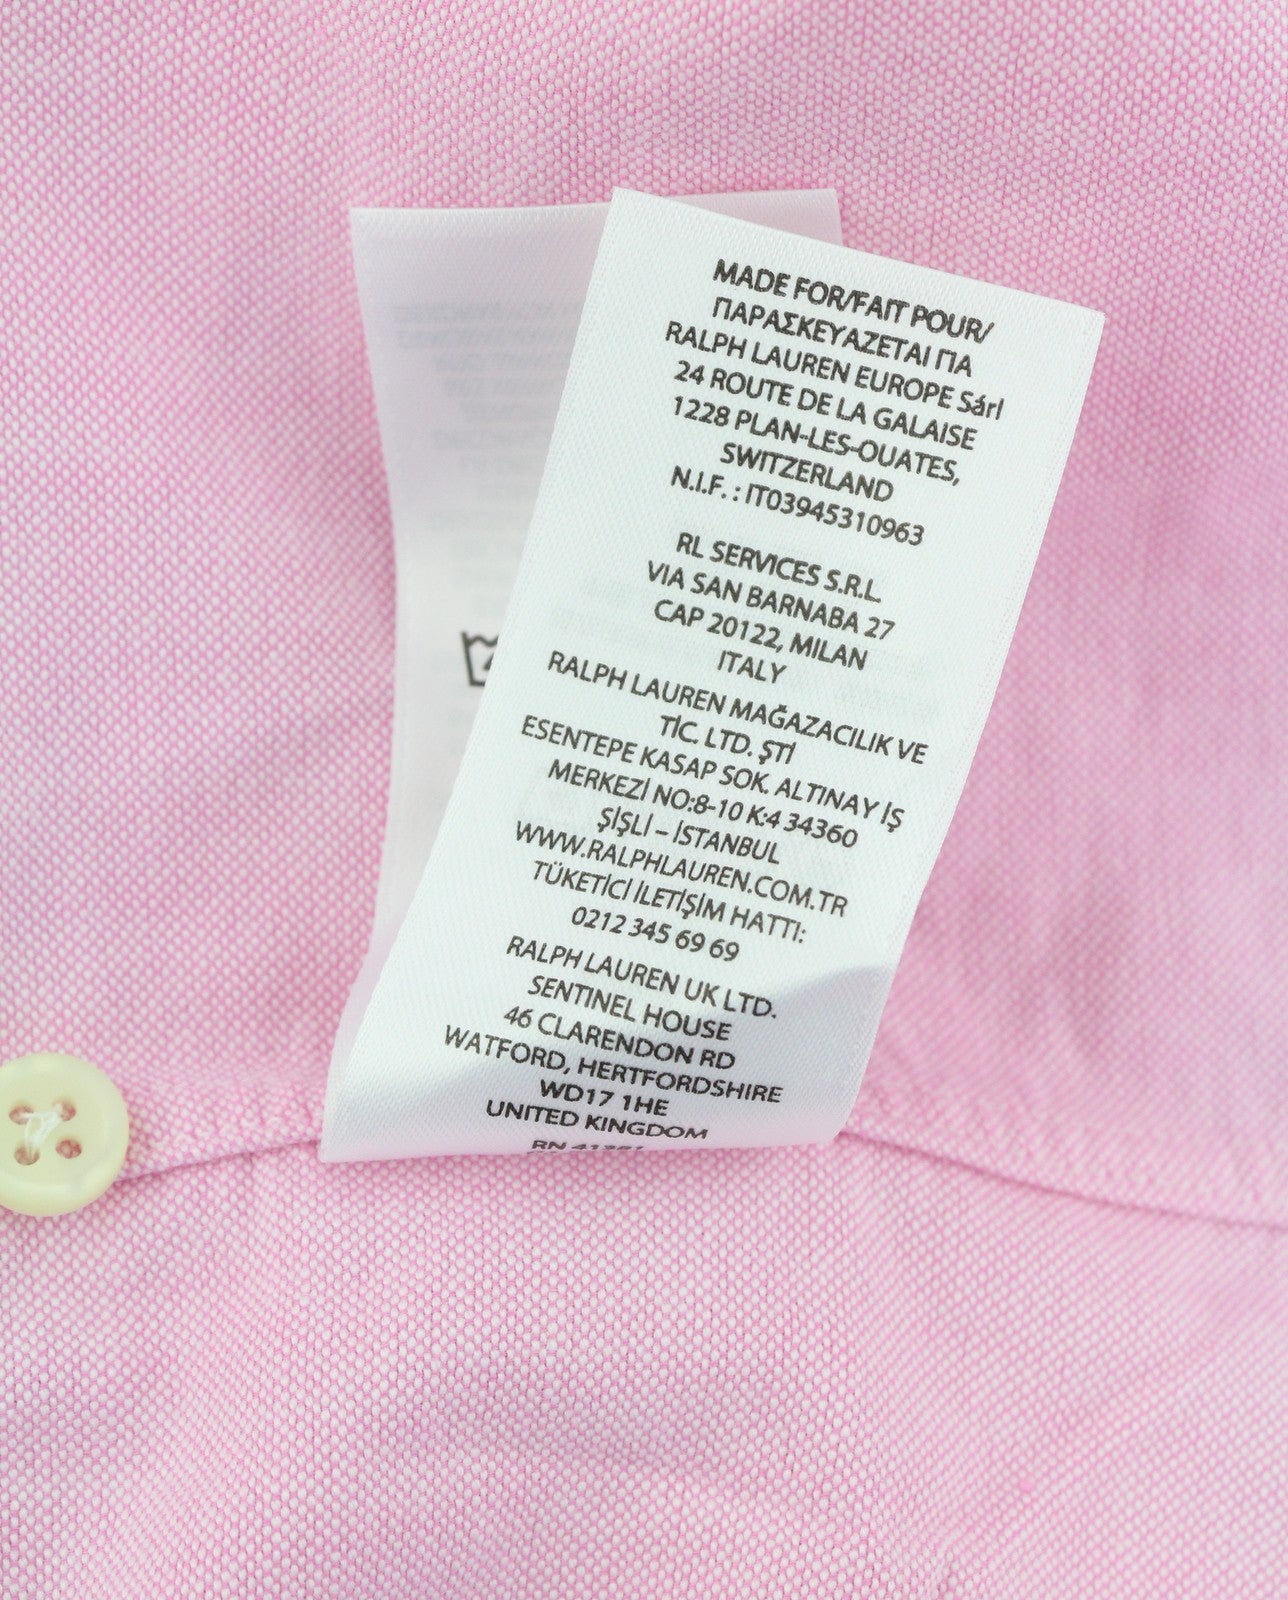 MADE FOR/FAIT POUR/
ΠΑΡΑΣΚΕΥΑΖΕΤΑΙ ΓΙΑ
RALPH LAUREN EUROPE Sárl
24 ROUTE DE LA GALAISE
1228 PLAN-LES-OUATES,
SWITZERLAND
N.I.F. : IT03945310963
RL SERVICES S.R.L.
VIA SAN BARNABA 27
CAP 20122, MILAN
ITALY
RALPH LAUREN MAĞAZACILIK VE
TİC. LTD. ŞTİ
ESENTEPE KASAP SOK. ALTINAY İŞ
MERKEZİ NO:8-10 K:4 34360
ŞİŞLİ – İSTANBUL
WWW.RALPHLAUREN.COM.TR
TÜKETİCİ İLETİŞİM HATTI:
0212 345 69 69
RALPH LAUREN UK LTD.
SENTINEL HOUSE
46 CLARENDON RD
WATFORD, HERTFORDSHIRE
WD17 1HE
UNITED KINGDOM
RN 41381